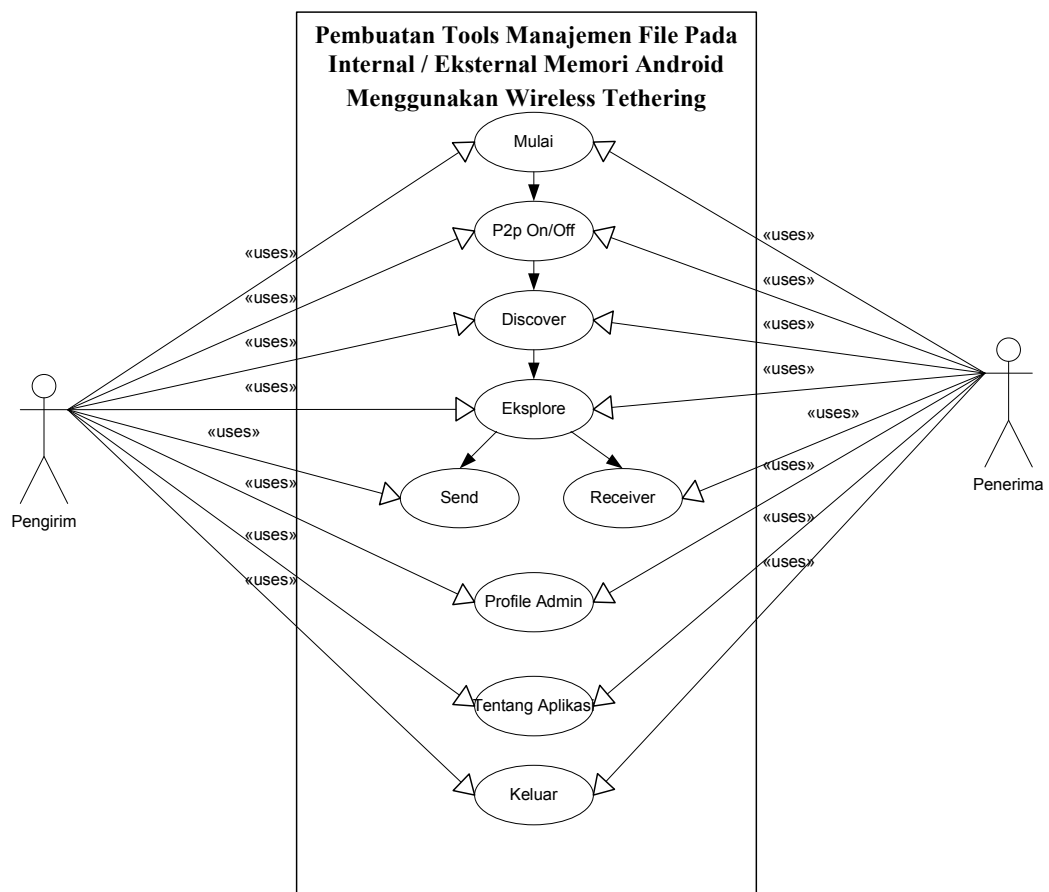 Pembuatan Tools Manajemen File Pada
Internal / Eksternal Memori Android
Menggunakan Wireless Tethering
Mulai
P2p On/Off
«uses»
«uses»
«uses»
«uses»
Discover
«uses»
«uses»
«uses»
«uses»
Eksplore
«uses»
«uses»
«uses»
«uses»
Send
Receiver
Penerima
Pengirim
«uses»
«uses»
«uses»
«uses»
Profile Admin
Tentang Aplikasi
Keluar